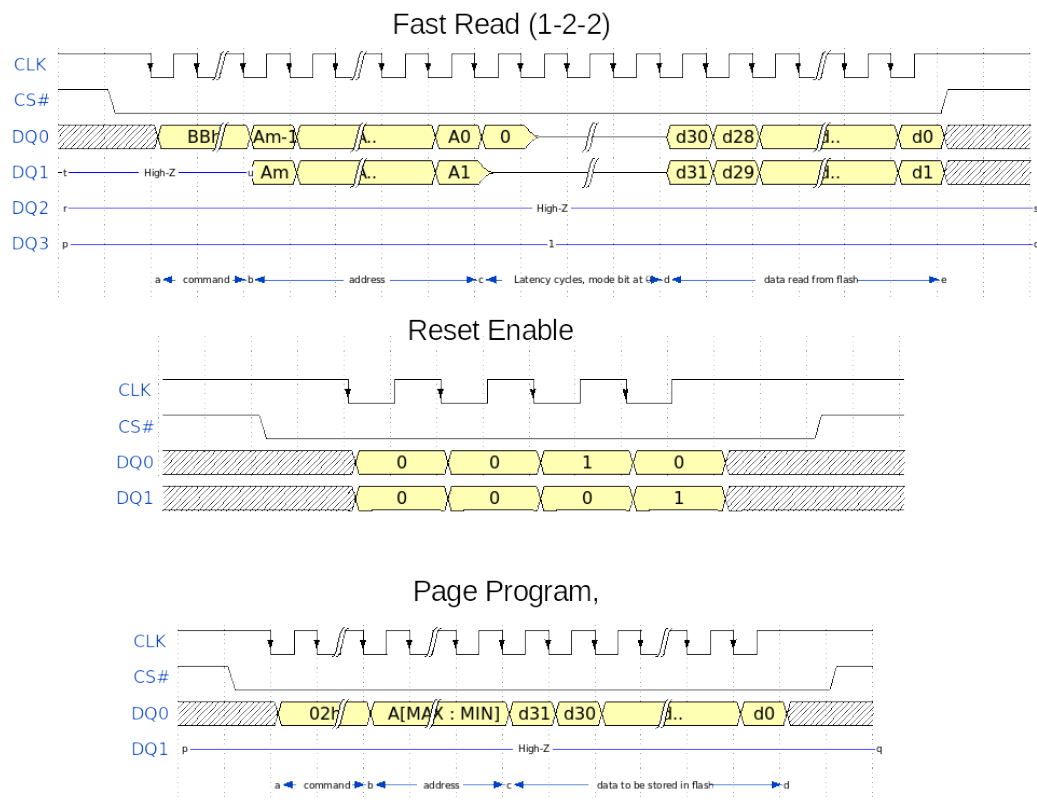 Fast Read (1-2-2)
CLK
CS#
DQ0 BBh Am-1 A.. A0 0 d30 d28 d.. d0
DQ1 t High-Z u Am A.. A1 d31 d29 d.. d1
DQ2 r High-Z s
DQ3 p 1 q
a command b address c Latency cycles, mode bit at d data read from flash e
Reset Enable
CLK
CS#
DQ0 0 0 1 0
DQ1 0 0 0 1
Page Program,
CLK
CS#
DQ0 02h A[MAX : MIN] d31 d30 d.. d0
DQ1 p High-Z q
a command b address c data to be stored in flash d